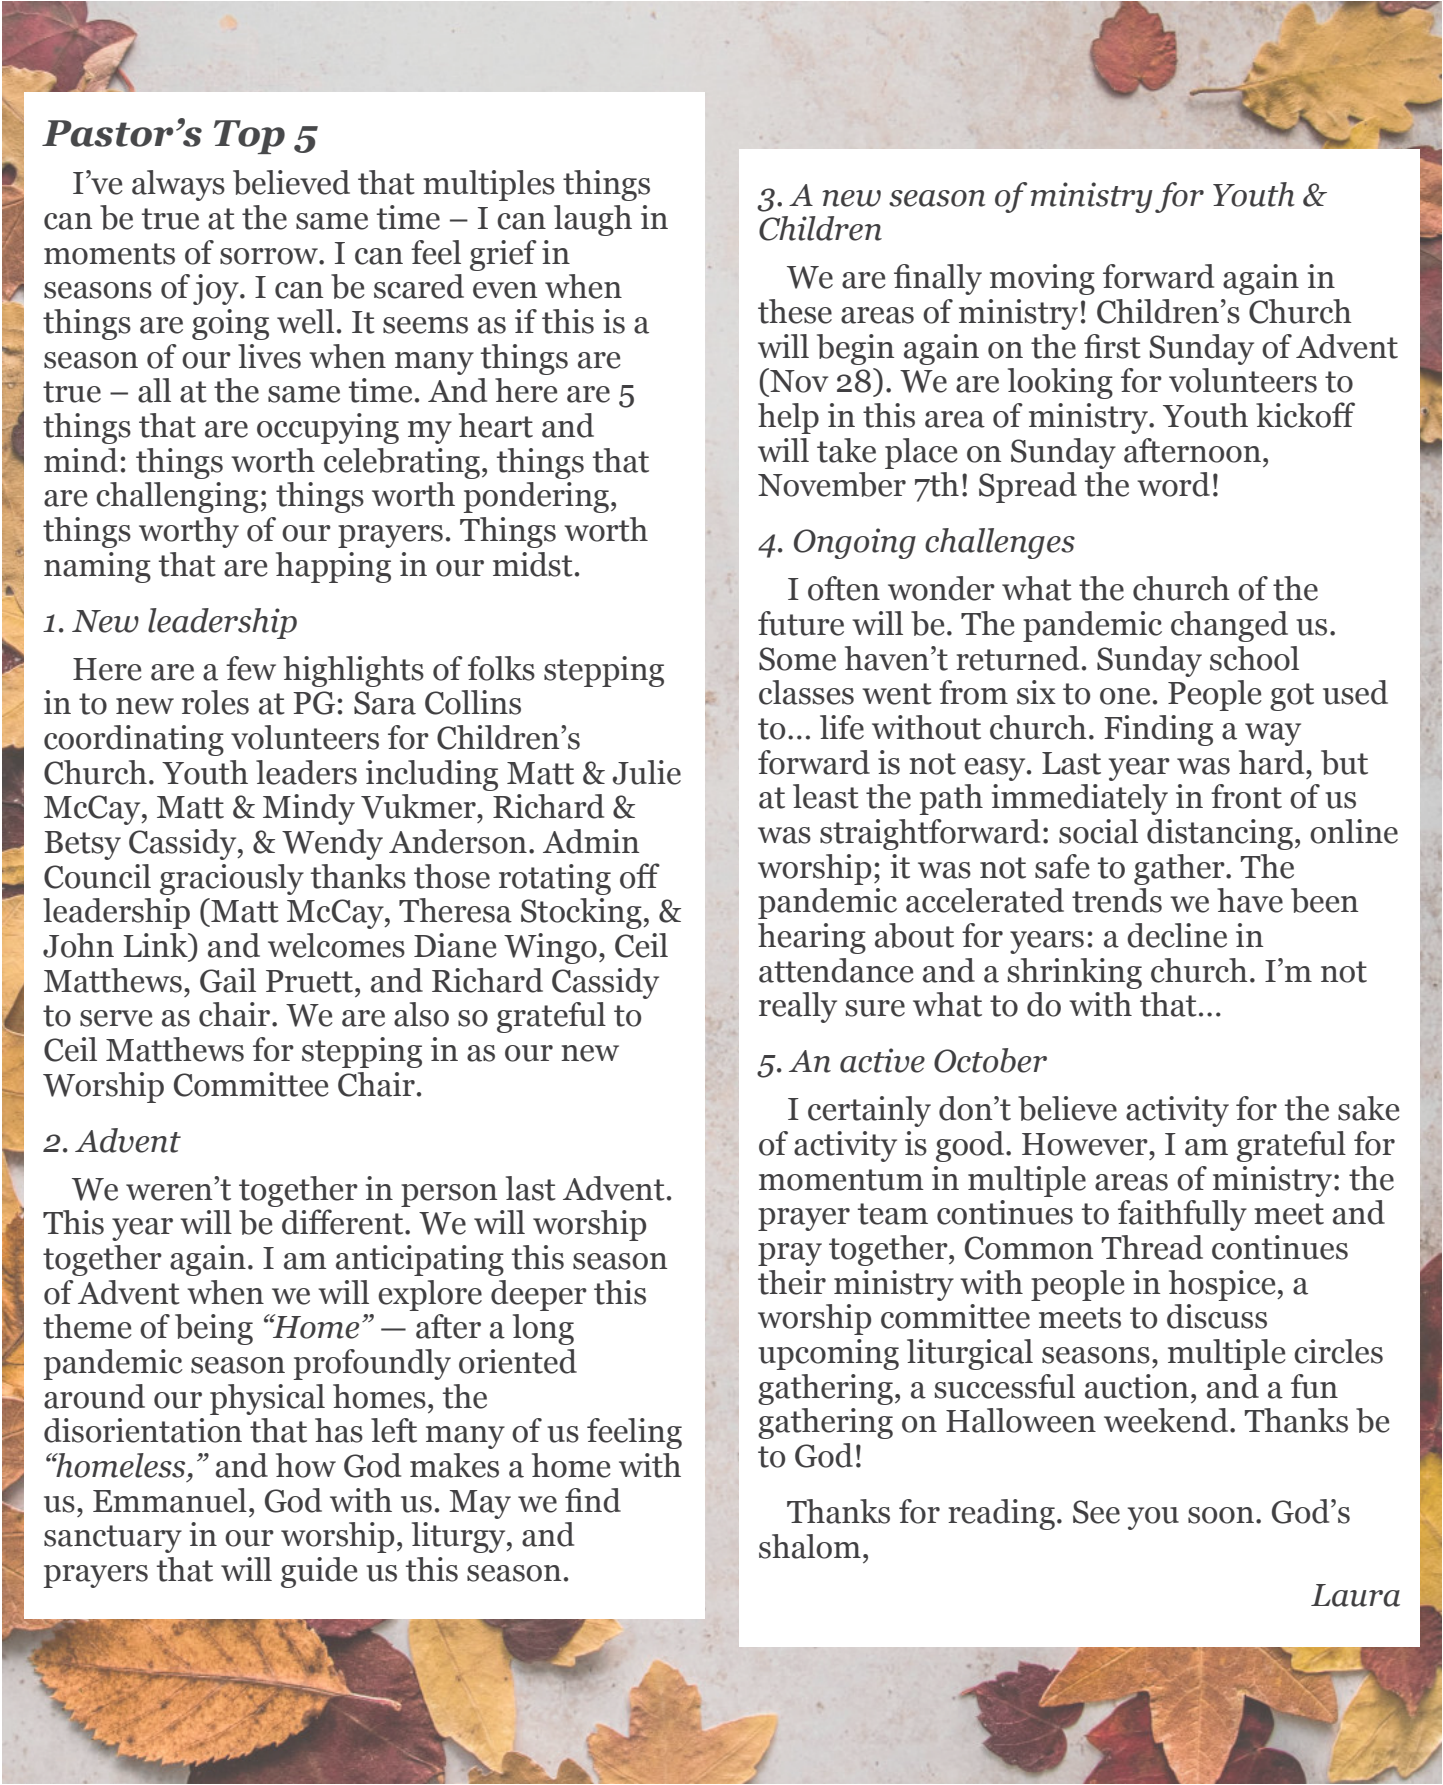 Pastor’s Top 5
I’ve always believed that multiples things
can be true at the same time – I can laugh in
moments of sorrow. I can feel grief in
seasons of joy. I can be scared even when
things are going well. It seems as if this is a
season of our lives when many things are
true – all at the same time. And here are 5
things that are occupying my heart and
mind: things worth celebrating, things that
are challenging; things worth pondering,
things worthy of our prayers. Things worth
naming that are happing in our midst.
1. New leadership
Here are a few highlights of folks stepping
in to new roles at PG: Sara Collins
coordinating volunteers for Children’s
Church. Youth leaders including Matt & Julie
McCay, Matt & Mindy Vukmer, Richard &
Betsy Cassidy, & Wendy Anderson. Admin
Council graciously thanks those rotating off
leadership (Matt McCay, Theresa Stocking, &
John Link) and welcomes Diane Wingo, Ceil
Matthews, Gail Pruett, and Richard Cassidy
to serve as chair. We are also so grateful to
Ceil Matthews for stepping in as our new
Worship Committee Chair.
2. Advent
We weren’t together in person last Advent.
This year will be different. We will worship
together again. I am anticipating this season
of Advent when we will explore deeper this
theme of being “Home” — after a long
pandemic season profoundly oriented
around our physical homes, the
disorientation that has left many of us feeling
“homeless,” and how God makes a home with
us, Emmanuel, God with us. May we find
sanctuary in our worship, liturgy, and
prayers that will guide us this season.
3. A new season of ministry for Youth &
Children
We are finally moving forward again in
these areas of ministry! Children’s Church
will begin again on the first Sunday of Advent
(Nov 28). We are looking for volunteers to
help in this area of ministry. Youth kickoff
will take place on Sunday afternoon,
November 7th! Spread the word!
4. Ongoing challenges
I often wonder what the church of the
future will be. The pandemic changed us.
Some haven’t returned. Sunday school
classes went from six to one. People got used
to... life without church. Finding a way
forward is not easy. Last year was hard, but
at least the path immediately in front of us
was straightforward: social distancing, online
worship; it was not safe to gather. The
pandemic accelerated trends we have been
hearing about for years: a decline in
attendance and a shrinking church. I’m not
really sure what to do with that...
5. An active October
I certainly don’t believe activity for the sake
of activity is good. However, I am grateful for
momentum in multiple areas of ministry: the
prayer team continues to faithfully meet and
pray together, Common Thread continues
their ministry with people in hospice, a
worship committee meets to discuss
upcoming liturgical seasons, multiple circles
gathering, a successful auction, and a fun
gathering on Halloween weekend. Thanks be
to God!
Thanks for reading. See you soon. God’s
shalom,
Laura